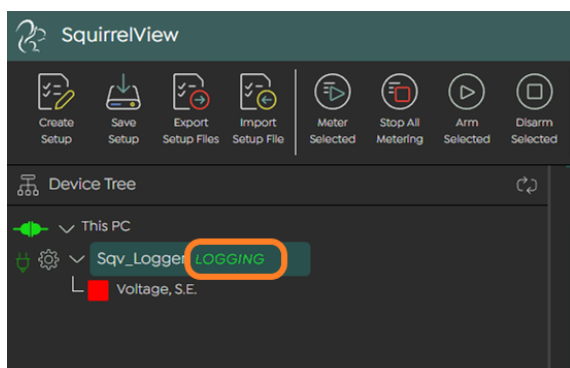 SquirrelView
Create Setup
Save Setup
Export Setup Files
Import Setup File
Meter Selected
Stop All Metering
Arm Selected
Disarm Selected
Device Tree
This PC
Sqv_Logger LOGGING
Voltage, S.E.